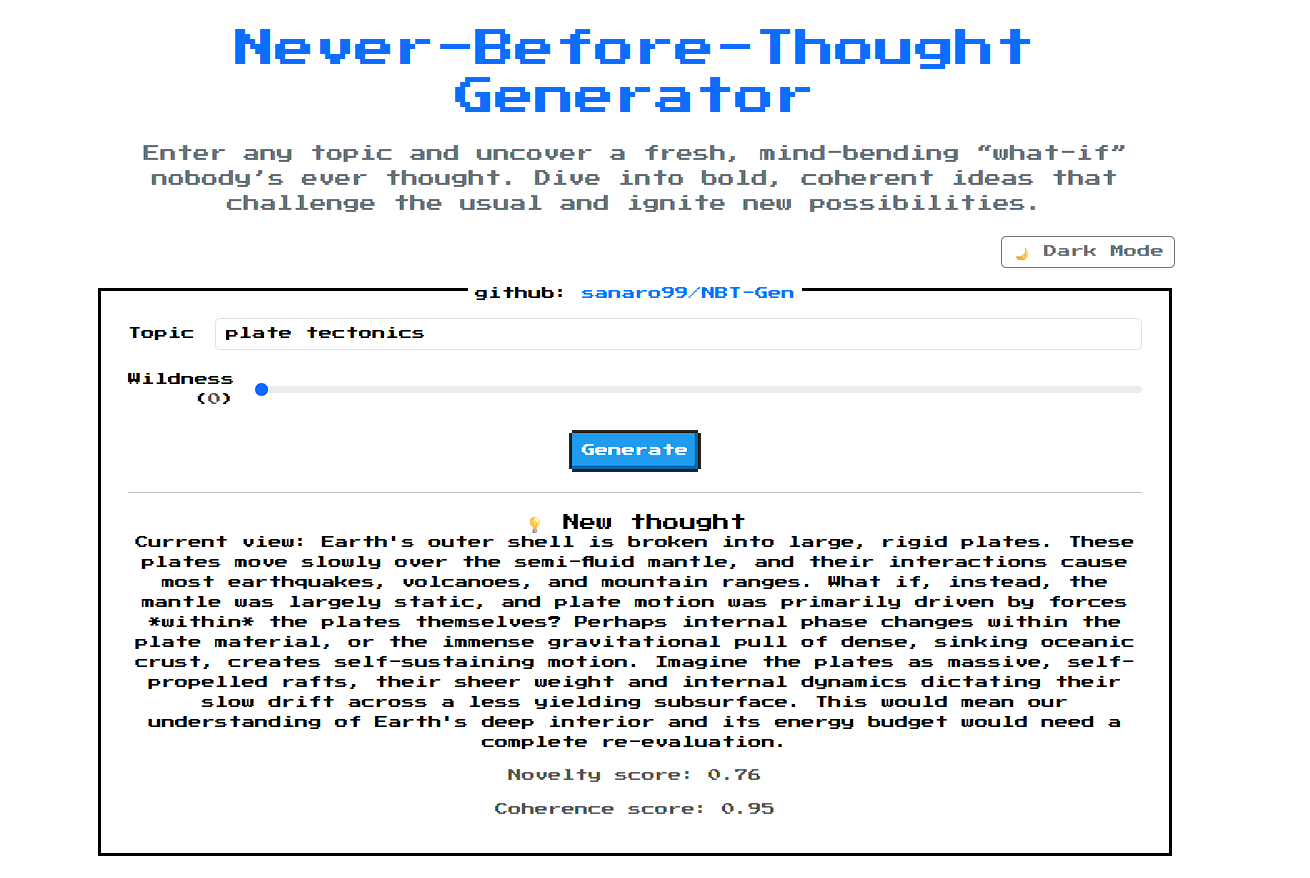 Never-Before-Thought
Generator
Enter any topic and uncover a fresh, mind-bending “what-if”
nobody’s ever thought. Dive into bold, coherent ideas that
challenge the usual and ignite new possibilities.
🌙 Dark Mode
github: sanaro99/NBT-Gen
Topic plate tectonics
Wildness
(0)
Generate
💡 New thought
Current view: Earth's outer shell is broken into large, rigid plates. These
plates move slowly over the semi-fluid mantle, and their interactions cause
most earthquakes, volcanoes, and mountain ranges. What if, instead, the
mantle was largely static, and plate motion was primarily driven by forces
*within* the plates themselves? Perhaps internal phase changes within the
plate material, or the immense gravitational pull of dense, sinking oceanic
crust, creates self-sustaining motion. Imagine the plates as massive, self-
propelled rafts, their sheer weight and internal dynamics dictating their
slow drift across a less yielding subsurface. This would mean our
understanding of Earth's deep interior and its energy budget would need a
complete re-evaluation.
Novelty score: 0.76
Coherence score: 0.95